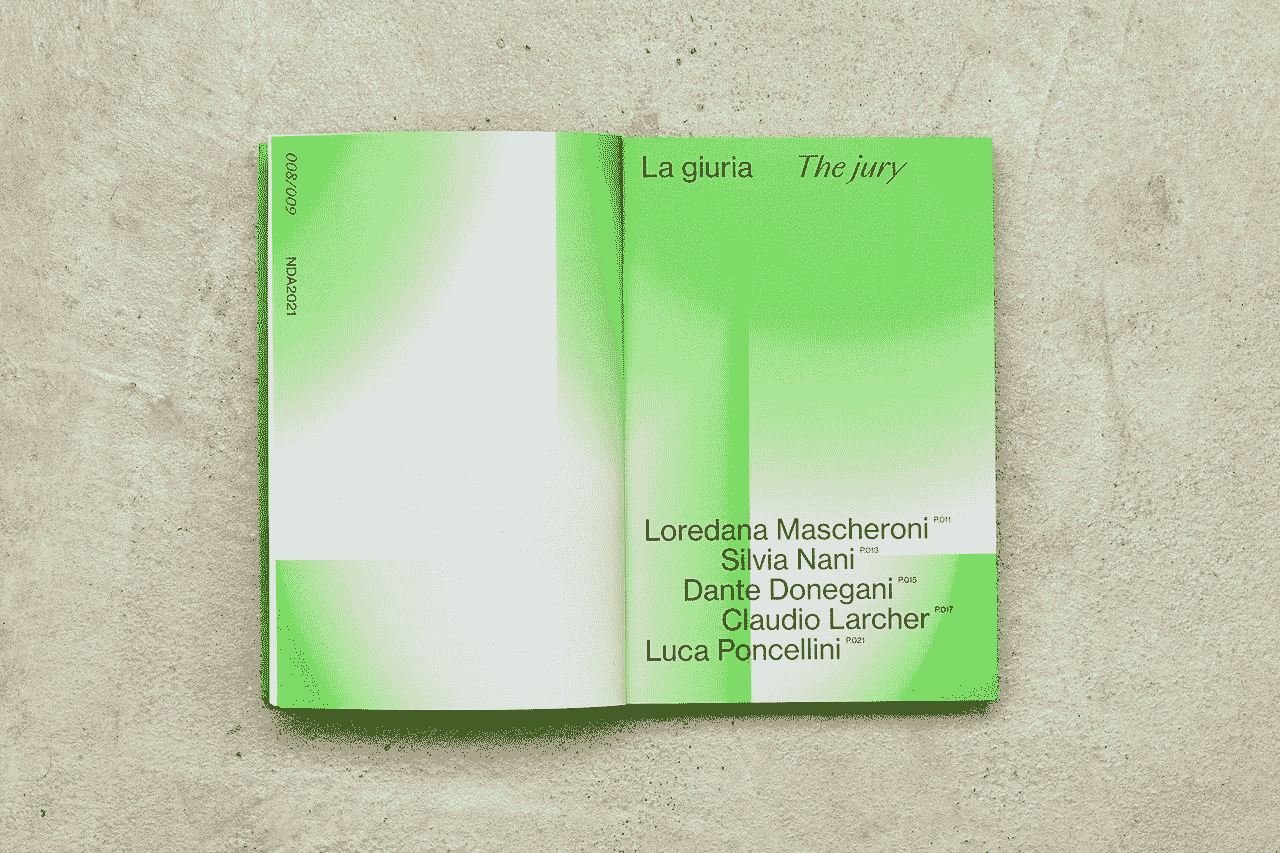 008/009
NDA2021
La giuria The jury
Loredana Mascheroni P.011
Silvia Nani P.013
Dante Donegani P.015
Claudio Larcher P.017
Luca Poncellini P.021